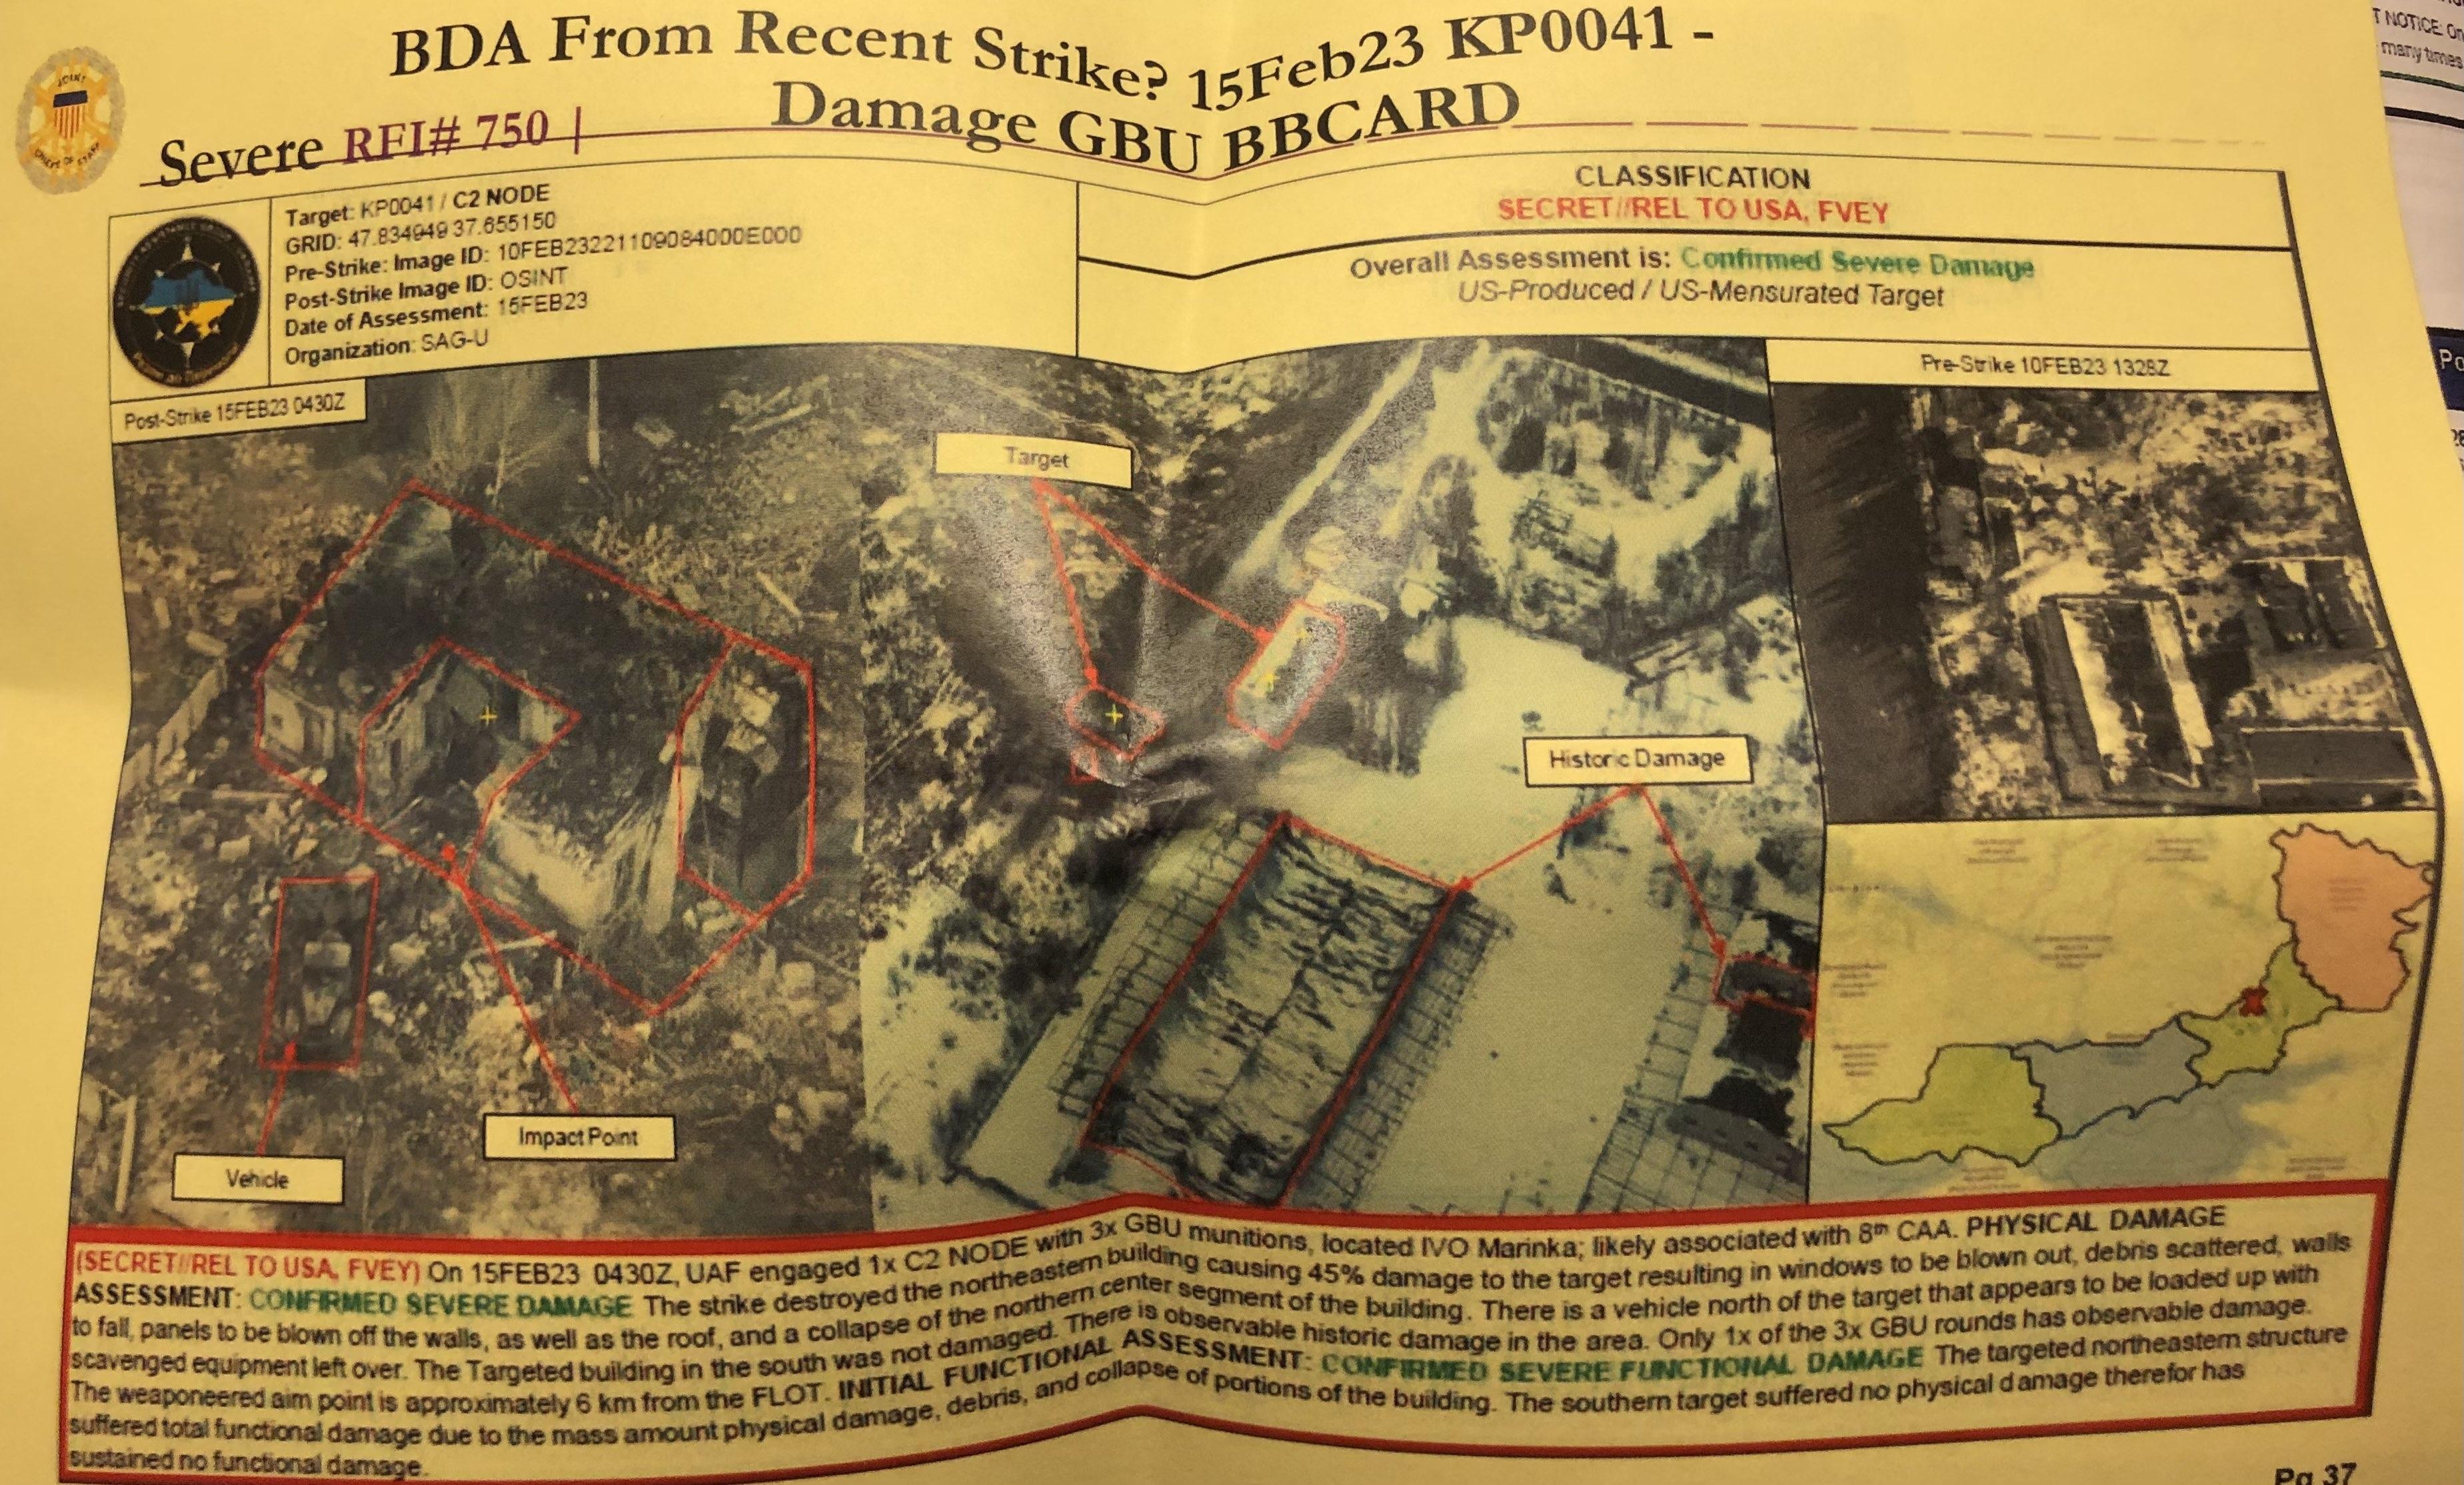 BDA From Recent Strike? 15Feb23 KP0041 -
Severe RFI# 750 | Damage GBU BBCARD
JOINT
CHIEFS OF STAFF
Target: KP0041 / C2 NODE
GRID: 47.834949 37.655150
Pre-Strike: Image ID: 10FEB23221109084000E000
Post-Strike Image ID: OSINT
Date of Assessment: 15FEB23
Organization: SAG-U
CLASSIFICATION
SECRET//REL TO USA, FVEY
Overall Assessment is: Confirmed Severe Damage
US-Produced / US-Mensurated Target
Post-Strike 15FEB23 0430Z
Pre-Strike 10FEB23 1328Z
Target
Historic Damage
Impact Point
Vehicle
(SECRET//REL TO USA, FVEY) On 15FEB23 0430Z, UAF engaged 1x C2 NODE with 3x GBU munitions, located IVO Marinka; likely associated with 8th CAA. PHYSICAL DAMAGE
ASSESSMENT: CONFIRMED SEVERE DAMAGE The strike destroyed the northeastern building causing 45% damage to the target resulting in windows to be blown out, debris scattered, walls
to fall, panels to be blown off the walls, as well as the roof, and a collapse of the northern center segment of the building. There is a vehicle north of the target that appears to be loaded up with
scavenged equipment left over. The Targeted building in the south was not damaged. There is observable historic damage in the area. Only 1x of the 3x GBU rounds has observable damage.
The weaponeered aim point is approximately 6 km from the FLOT. INITIAL FUNCTIONAL ASSESSMENT: CONFIRMED SEVERE FUNCTIONAL DAMAGE The targeted northeastern structure
suffered total functional damage due to the mass amount physical damage, debris, and collapse of portions of the building. The southern target suffered no physical damage therefor has
sustained no functional damage.
Pg 37
T NOTICE: On
many times
Po